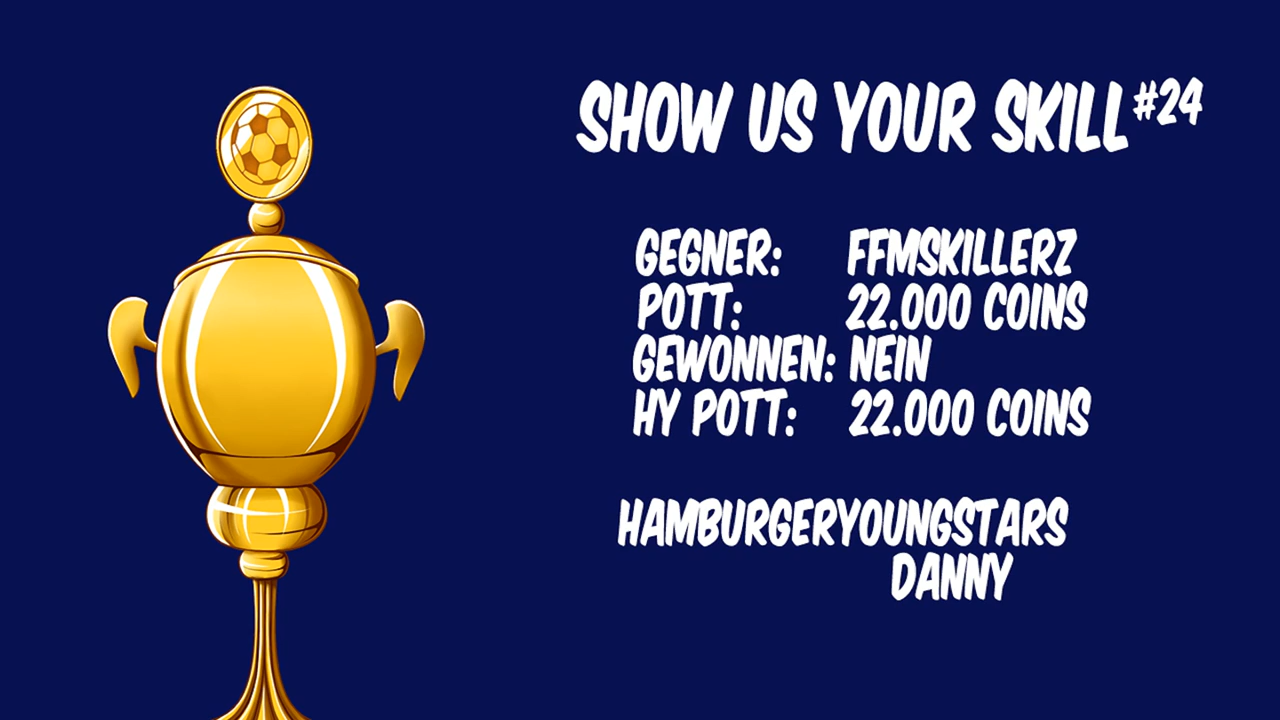 SHOW US YOUR SKILL #24
GEGNER: FFMSKILLERZ
POTT: 22.000 COINS
GEWONNEN: NEIN
HY POTT: 22.000 COINS
HAMBURGERYOUNGSTARS
DANNY